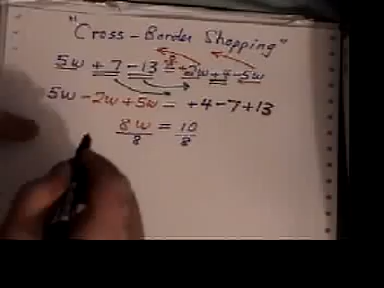 "Cross-Border Shopping"
5w + 7 - 13 = +2w + 4 - 5w
5w - 2w + 5w = +4 - 7 + 13
8w = 10
8 8